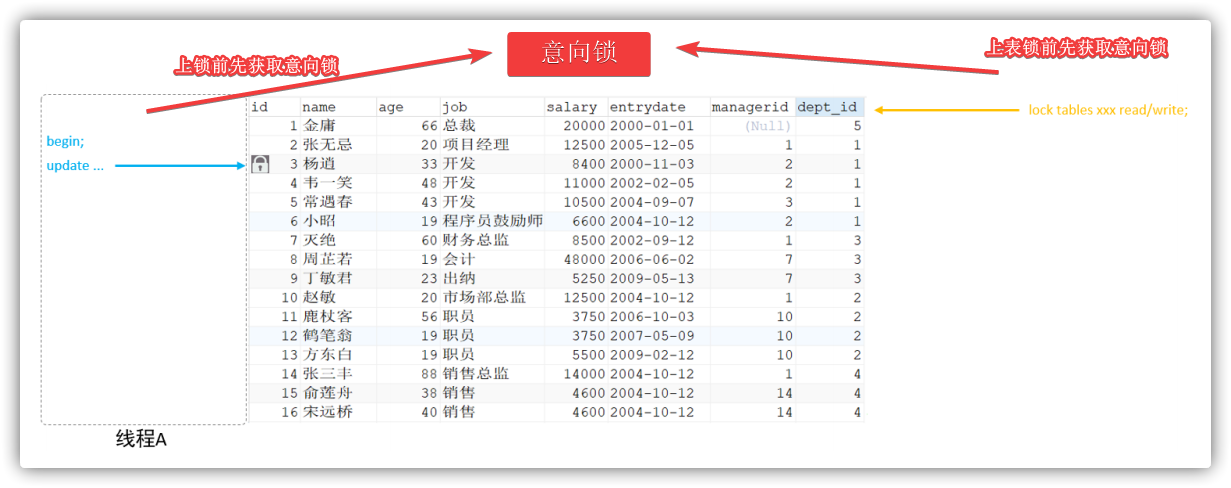 意向锁
上锁前先获取意向锁
上表锁前先获取意向锁
id name age job salary entrydate managerid dept_id
lock tables xxx read/write;
1 金庸 66 总裁 20000 2000-01-01 (Null) 5
begin;
2 张无忌 20 项目经理 12500 2005-12-05 1 1
update ...
3 杨逍 33 开发 8400 2000-11-03 2 1
4 韦一笑 48 开发 11000 2002-02-05 2 1
5 常遇春 43 开发 10500 2004-09-07 3 1
6 小昭 19 程序员鼓励师 6600 2004-10-12 2 1
7 灭绝 60 财务总监 8500 2002-09-12 1 3
8 周芷若 19 会计 48000 2006-06-02 7 3
9 丁敏君 23 出纳 5250 2009-05-13 7 3
10 赵敏 20 市场部总监 12500 2004-10-12 1 2
11 鹿杖客 56 职员 3750 2006-10-03 10 2
12 鹤笔翁 19 职员 3750 2007-05-09 10 2
13 方东白 19 职员 5500 2009-02-12 10 2
14 张三丰 88 销售总监 14000 2004-10-12 1 4
15 俞莲舟 38 销售 4600 2004-10-12 14 4
16 宋远桥 40 销售 4600 2004-10-12 14 4
线程A